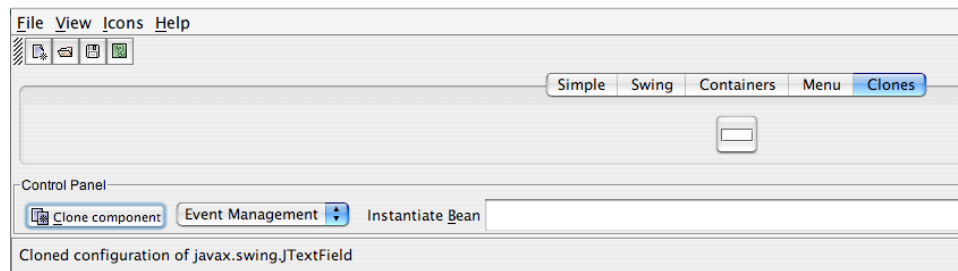 File View Icons Help
Simple Swing Containers Menu Clones
Control Panel
Clone component Event Management Instantiate Bean
Cloned configuration of javax.swing.JTextField